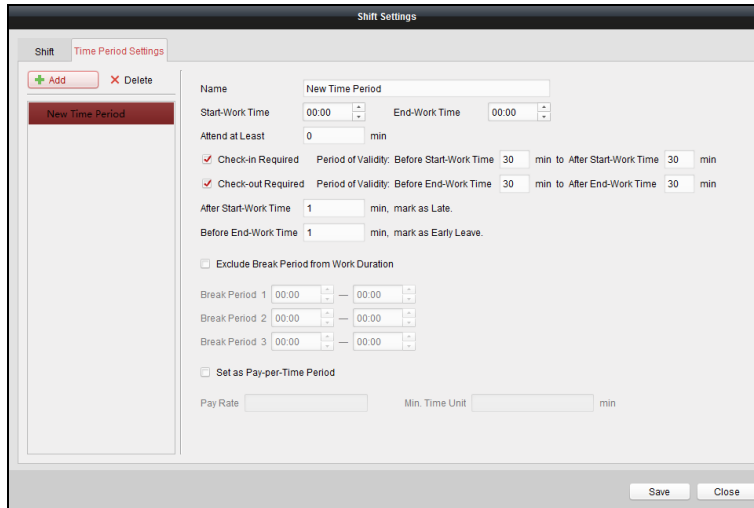 Shift Settings
Shift Time Period Settings
Add Delete
New Time Period
Name New Time Period
Start-Work Time 00:00 End-Work Time 00:00
Attend at Least 0 min
Check-in Required Period of Validity: Before Start-Work Time 30 min to After Start-Work Time 30 min
Check-out Required Period of Validity: Before End-Work Time 30 min to After End-Work Time 30 min
After Start-Work Time 1 min, mark as Late.
Before End-Work Time 1 min, mark as Early Leave.
Exclude Break Period from Work Duration
Break Period 1 00:00 — 00:00
Break Period 2 00:00 — 00:00
Break Period 3 00:00 — 00:00
Set as Pay-per-Time Period
Pay Rate Min. Time Unit min
Save Close